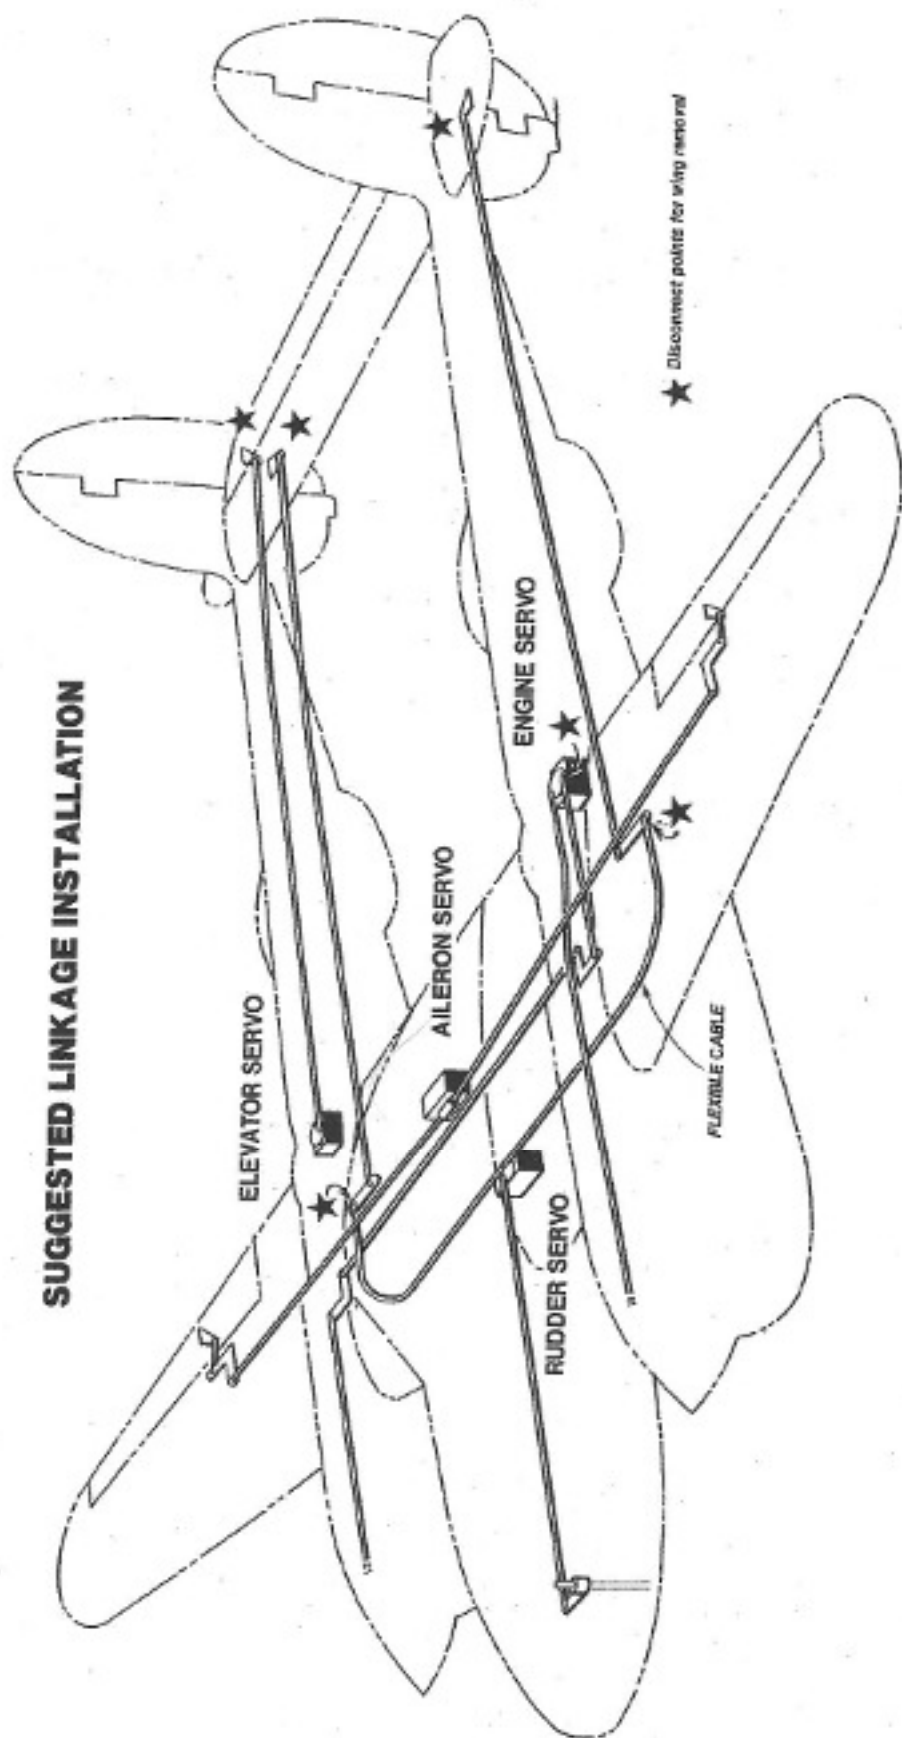 SUGGESTED LINKAGE INSTALLATION
ELEVATOR SERVO
AILERON SERVO
ENGINE SERVO
RUDDER SERVO
FLEXIBLE CABLE
★ Disconnect points for wing removal